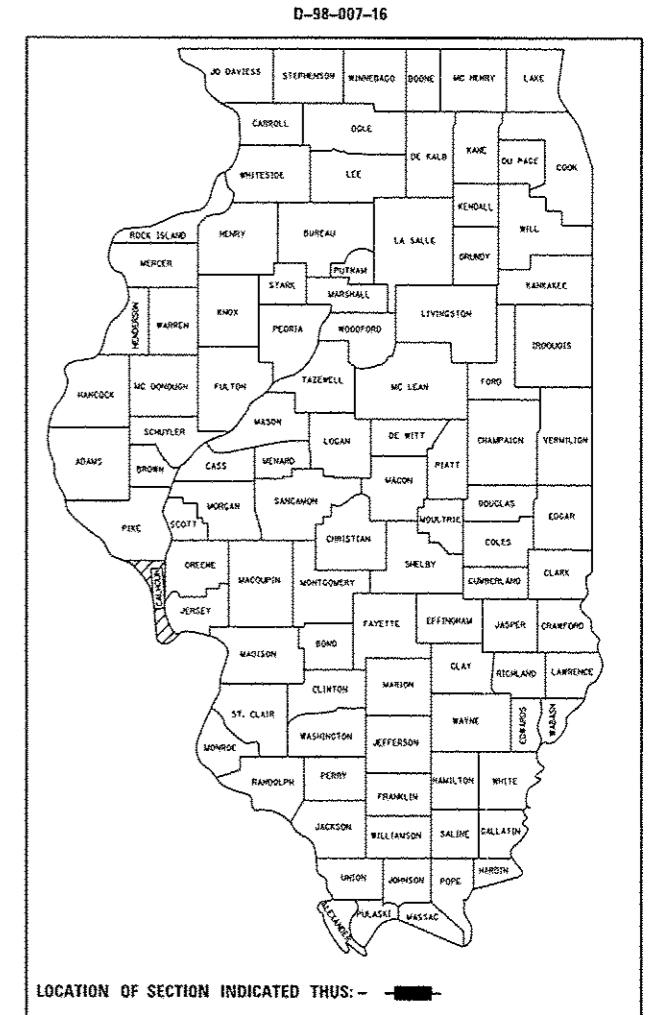 D-98-007-16
JO DAVIESS STEPHENSON WINNEBAGO BOONE MC HENRY LAKE
CARROLL OGLE DE KALB KANE DU PAGE COOK
WHITESIDE LEE
KENDALL WILL
ROCK ISLAND HENRY BUREAU LA SALLE GRUNDY
MERCER PUTNAM KANKAKEE
STARK MARSHALL
HENDERSON WARREN KNOX PEORIA WOODFORD LIVINGSTON IROQUOIS
HANCOCK MC DONOUGH FULTON TAZEWELL MC LEAN FORD
MASON
SCHUYLER LOGAN DE WITT CHAMPAIGN VERMILION
ADAMS BROWN CASS MENARD MACON PIATT
PIKE SCOTT MORGAN SANGAMON CHRISTIAN MOULTRIE DOUGLAS EDGAR
COLES
CALHOUN GREENE MACOUPIN MONTGOMERY SHELBY CUMBERLAND CLARK
JERSEY FAYETTE EFFINGHAM JASPER CRAWFORD
MADISON BOND CLAY RICHLAND LAWRENCE
CLINTON MARION
ST. CLAIR WAYNE EDWARDS WABASH
MONROE WASHINGTON JEFFERSON
RANDOLPH PERRY HAMILTON WHITE
FRANKLIN
JACKSON WILLIAMSON SALINE GALLATIN
UNION JOHNSON POPE HARDIN
ALEXANDER PULASKI MASSAC
LOCATION OF SECTION INDICATED THUS: -